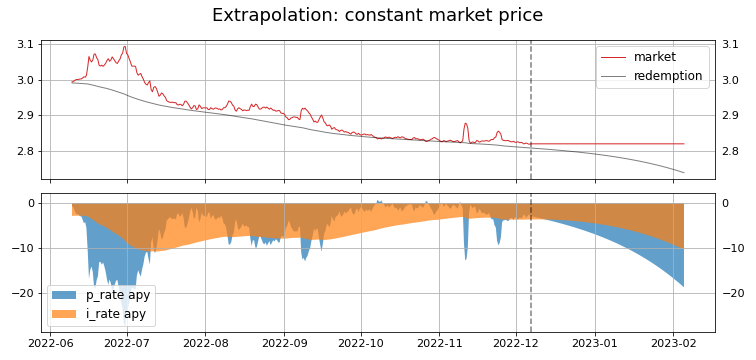 Extrapolation: constant market price
3.1 3.1
3.0 3.0
2.9 2.9
2.8 2.8
market
redemption
0 0
−10 −10
−20 −20
p_rate apy
i_rate apy
2022-06 2022-07 2022-08 2022-09 2022-10 2022-11 2022-12 2023-01 2023-02